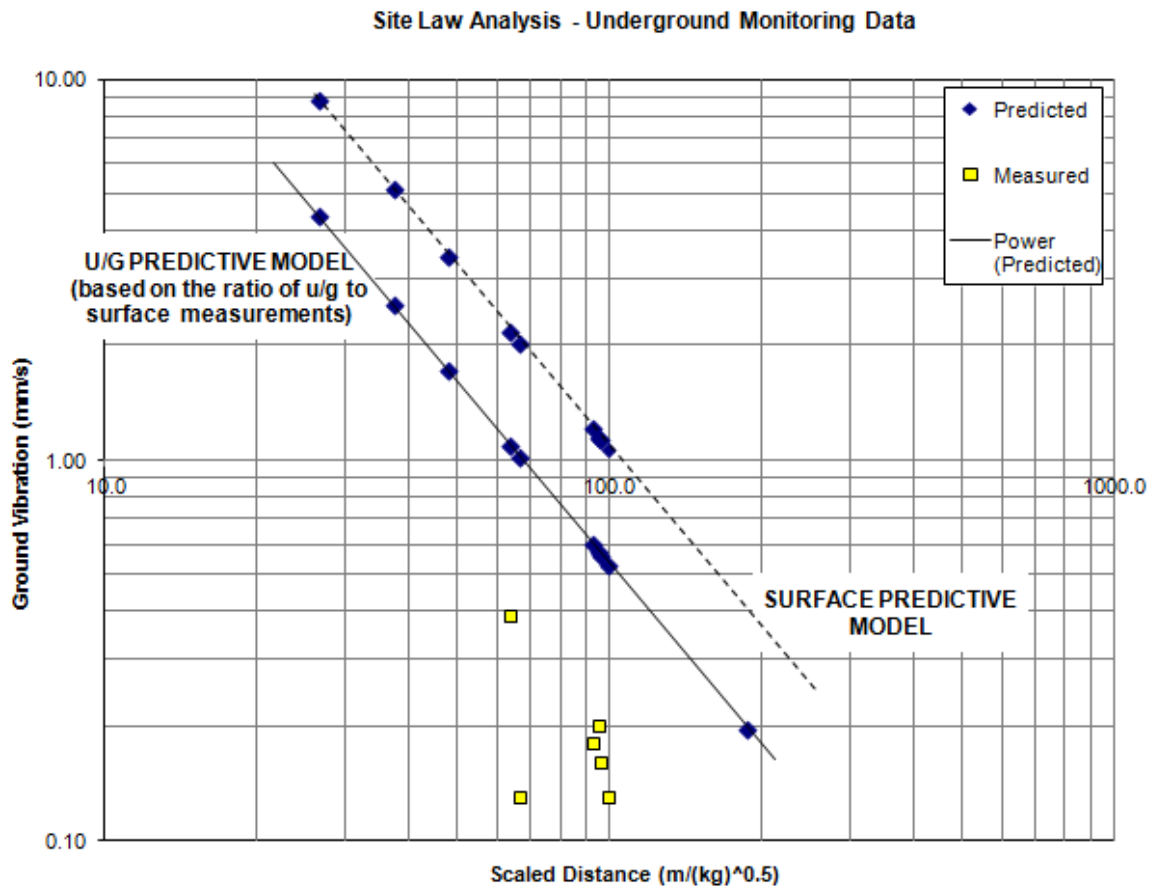 Site Law Analysis - Underground Monitoring Data
10.00
Predicted
Measured
Power
(Predicted)
U/G PREDICTIVE MODEL
(based on the ratio of u/g to
surface measurements)
Ground Vibration (mm/s)
1.00
10.0
100.0
1000.0
SURFACE PREDICTIVE
MODEL
0.10
Scaled Distance (m/(kg)^0.5)